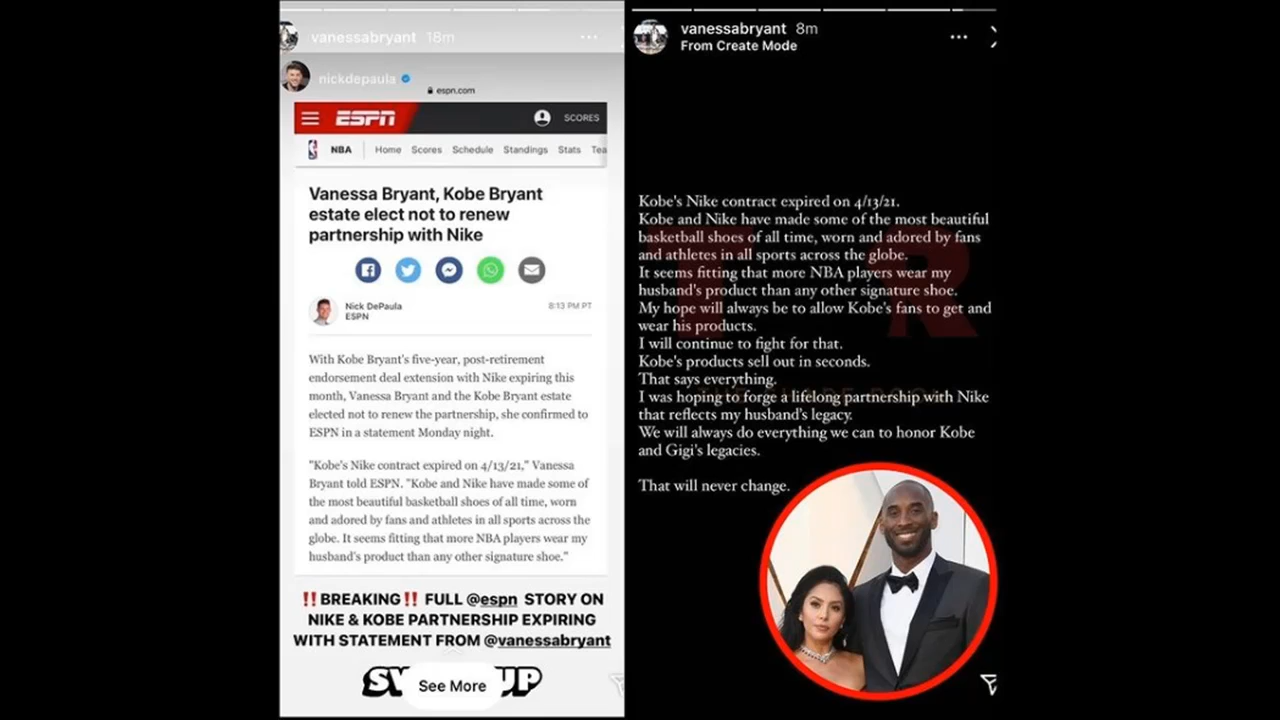 vanessabryant 18m
nickdepaula
espn.com
ESPN
SCORES
NBA Home Scores Schedule Standings Stats Tea
Vanessa Bryant, Kobe Bryant
estate elect not to renew
partnership with Nike
Nick DePaula
ESPN
8:13 PM PT
With Kobe Bryant's five-year, post-retirement
endorsement deal extension with Nike expiring this
month, Vanessa Bryant and the Kobe Bryant estate
elected not to renew the partnership, she confirmed to
ESPN in a statement Monday night.
"Kobe's Nike contract expired on 4/13/21," Vanessa
Bryant told ESPN. "Kobe and Nike have made some of
the most beautiful basketball shoes of all time, worn
and adored by fans and athletes in all sports across the
globe. It seems fitting that more NBA players wear my
husband's product than any other signature shoe."
‼️BREAKING‼️ FULL @espn STORY ON
NIKE & KOBE PARTNERSHIP EXPIRING
WITH STATEMENT FROM @vanessabryant
See More
vanessabryant 8m
From Create Mode
Kobe's Nike contract expired on 4/13/21.
Kobe and Nike have made some of the most beautiful
basketball shoes of all time, worn and adored by fans
and athletes in all sports across the globe.
It seems fitting that more NBA players wear my
husband's product than any other signature shoe.
My hope will always be to allow Kobe's fans to get and
wear his products.
I will continue to fight for that.
Kobe's products sell out in seconds.
That says everything.
I was hoping to forge a lifelong partnership with Nike
that reflects my husband's legacy.
We will always do everything we can to honor Kobe
and Gigi's legacies.
That will never change.